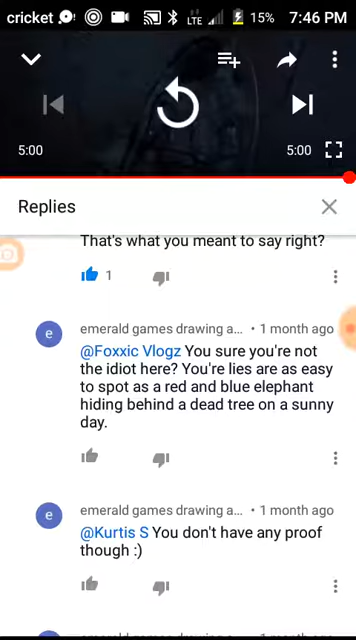 cricket LTE 15% 7:46 PM
5:00 5:00
Replies
That's what you meant to say right?
1
e emerald games drawing a... • 1 month ago
@Foxxic Vlogz You sure you're not
the idiot here? You're lies are as easy
to spot as a red and blue elephant
hiding behind a dead tree on a sunny
day.
e emerald games drawing a... • 1 month ago
@Kurtis S You don't have any proof
though :)